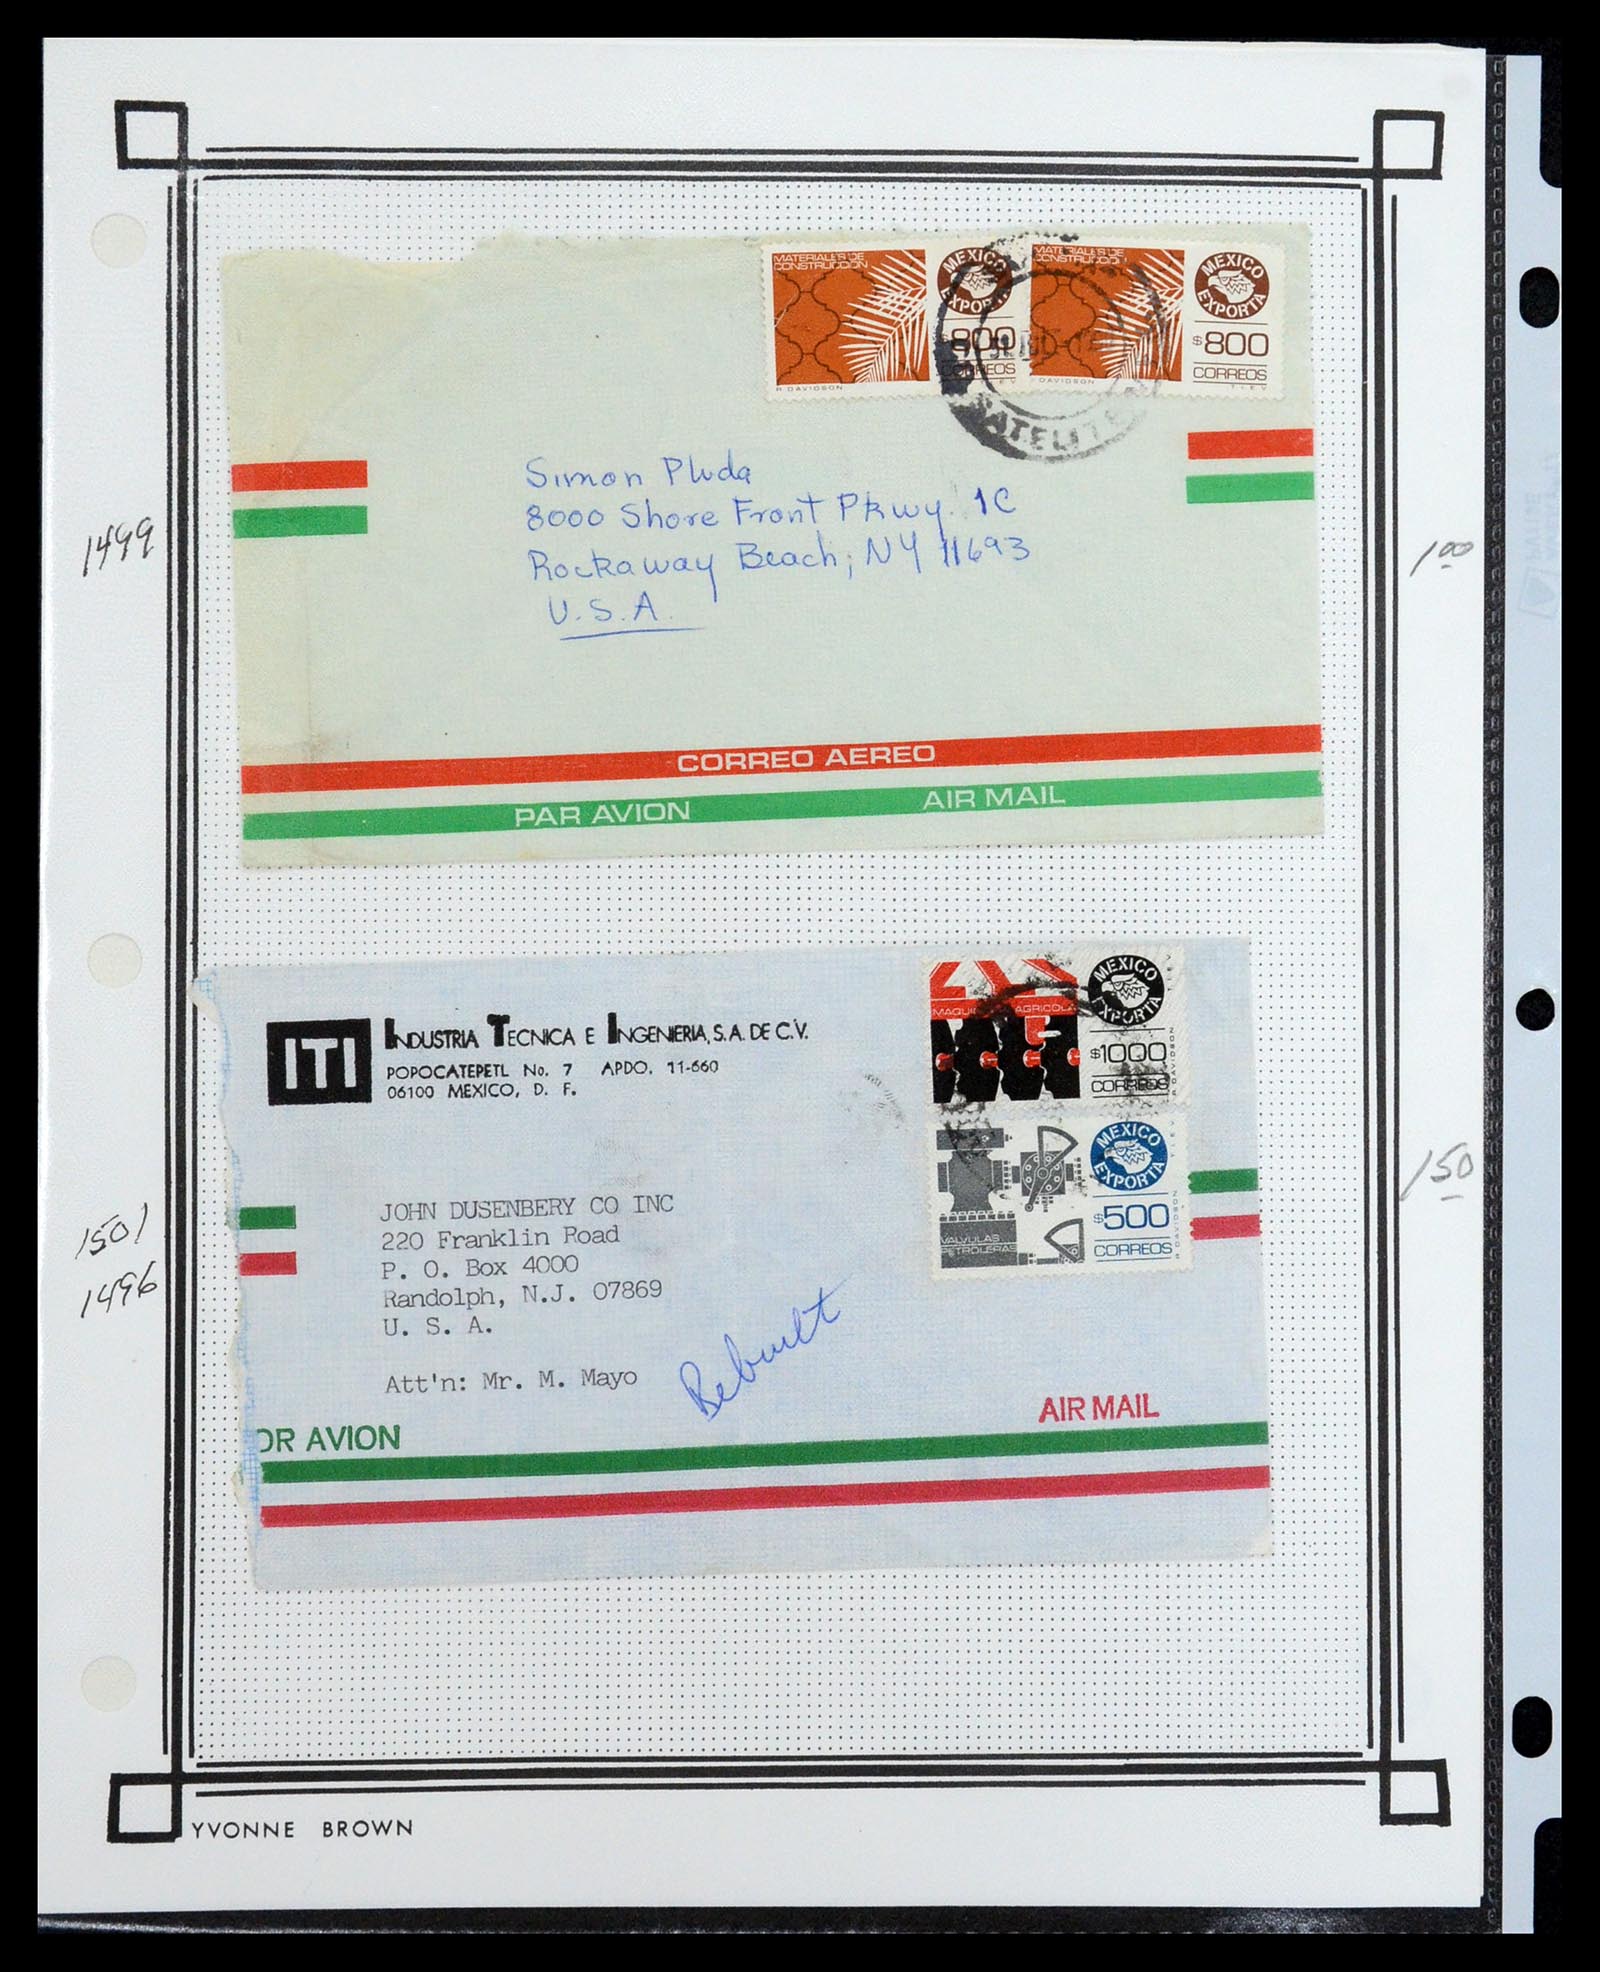 MATERIALES DE
CONSTRUCCION
MEXICO
EXPORTA
$800
CORREOS
R DAVIDSON
T.I.E.V
MATERIALES DE
CONSTRUCCION
MEXICO
EXPORTA
$800
CORREOS
DAVIDSON
T.I.E.V
SATELITE
1499
1.00
Simon Pluda
8000 Shore Front Pkwy 1C
Rockaway Beach, NY 11693
U.S.A.
CORREO AEREO
PAR AVION AIR MAIL
ITI
INDUSTRIA TECNICA E INGENIERIA, S.A. DE C.V.
POPOCATEPETL No. 7 APDO. 11-660
06100 MEXICO, D. F.
AGRICOLA
MEXICO
EXPORTA
$1000
CORREOS
R DAVIDSON
MEXICO
EXPORTA
$500
CORREOS
R DAVIDSON
VALVULAS
PETROLERAS
1501
1496
1.50
JOHN DUSENBERY CO INC
220 Franklin Road
P. O. Box 4000
Randolph, N.J. 07869
U. S. A.
Att'n: Mr. M. Mayo
Rebuilt
AIR MAIL
OR AVION
YVONNE BROWN